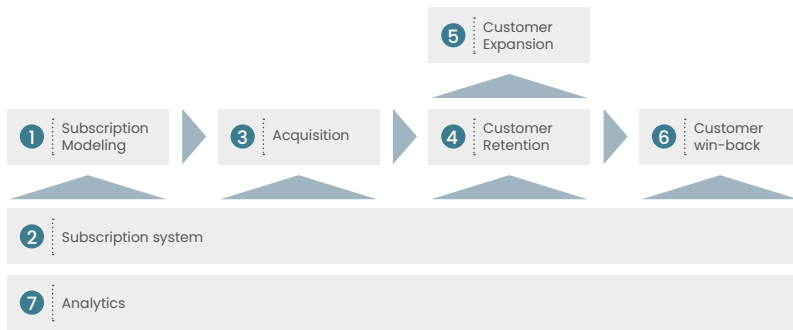 5 Customer
Expansion
1 Subscription
Modeling
3 Acquisition
4 Customer
Retention
6 Customer
win-back
2 Subscription system
7 Analytics